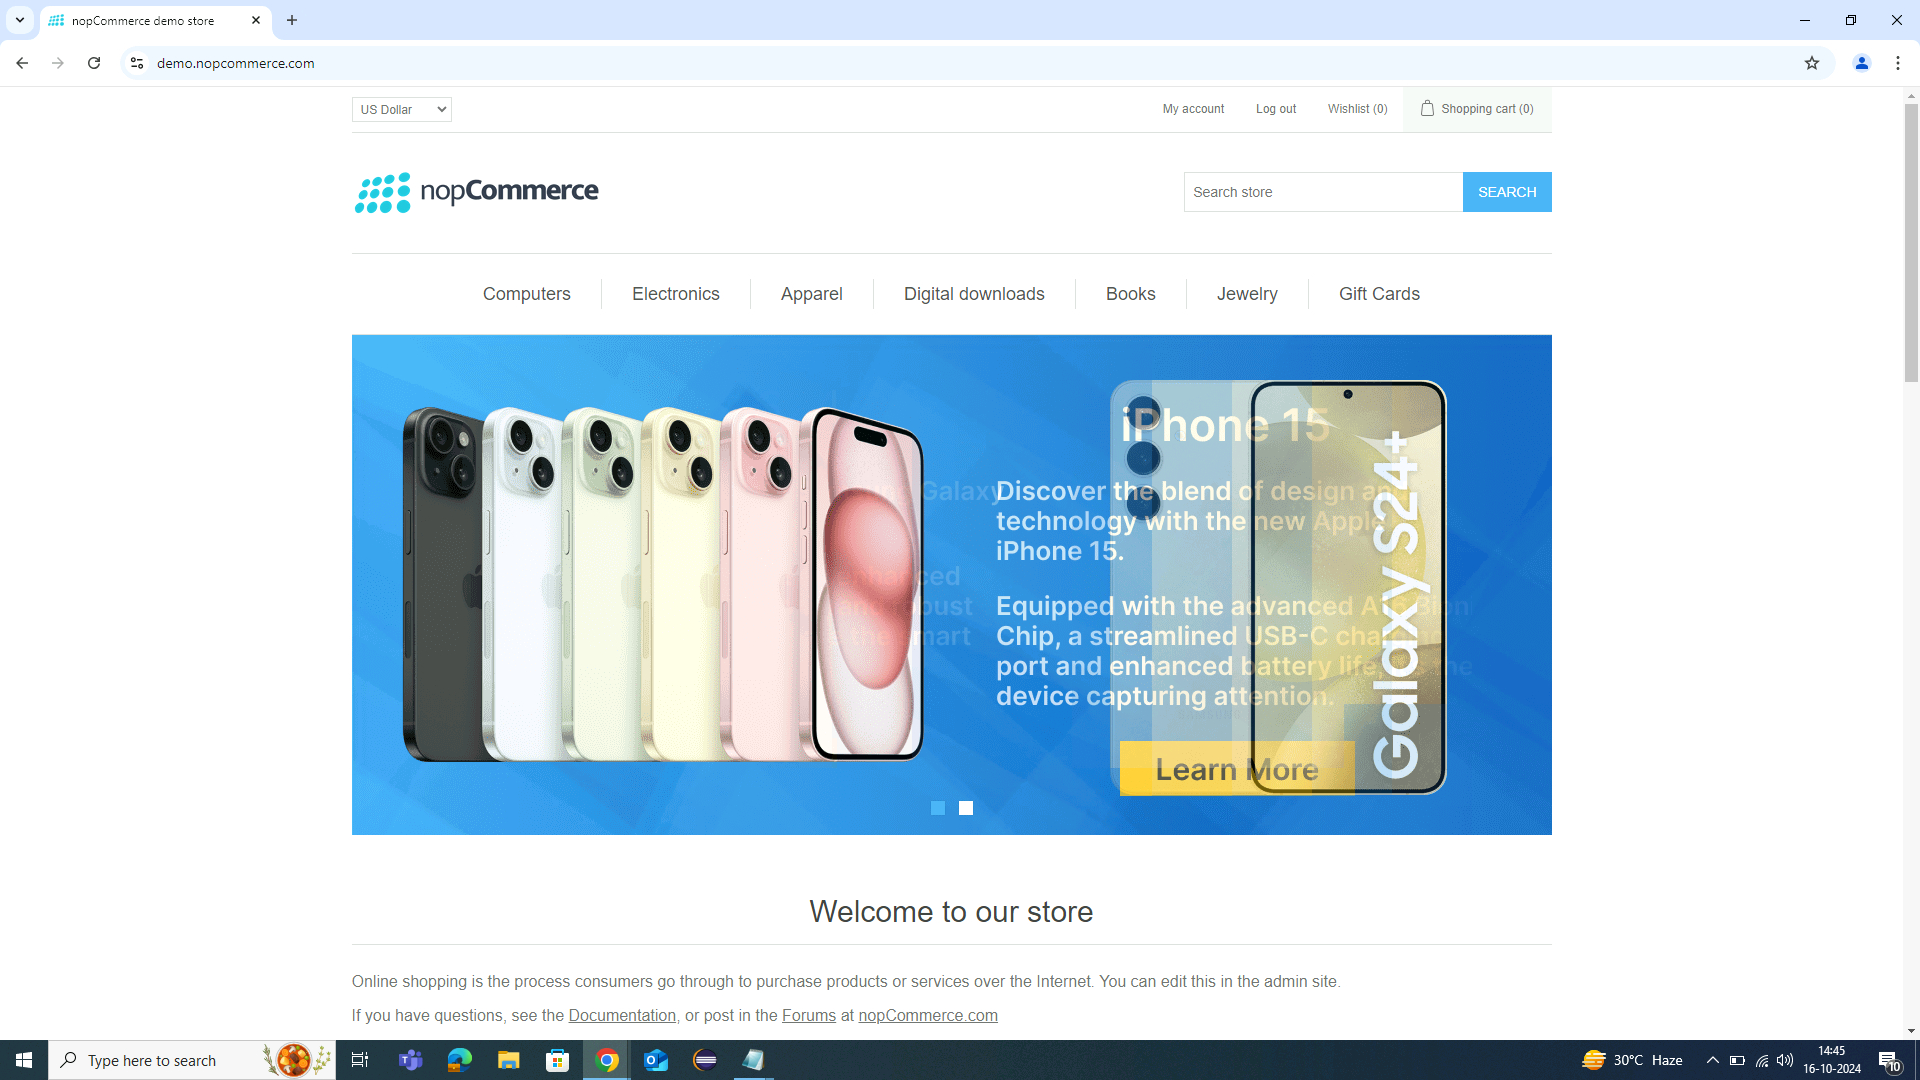 nopCommerce demo store
demo.nopcommerce.com
US Dollar
My account
Log out
Wishlist (0)
Shopping cart (0)
nopCommerce
Search store
SEARCH
Computers
Electronics
Apparel
Digital downloads
Books
Jewelry
Gift Cards
iPhone 15
Galaxy
Discover the blend of design and
technology with the new Apple
iPhone 15.
Equipped with the advanced A16 Bionic
Chip, a streamlined USB-C charging
port and enhanced battery life, is the
device capturing attention.
Learn More
Galaxy S24+
Welcome to our store
Online shopping is the process consumers go through to purchase products or services over the Internet. You can edit this in the admin site.
If you have questions, see the Documentation, or post in the Forums at nopCommerce.com
Type here to search
30°C Haze
14:45
16-10-2024
10